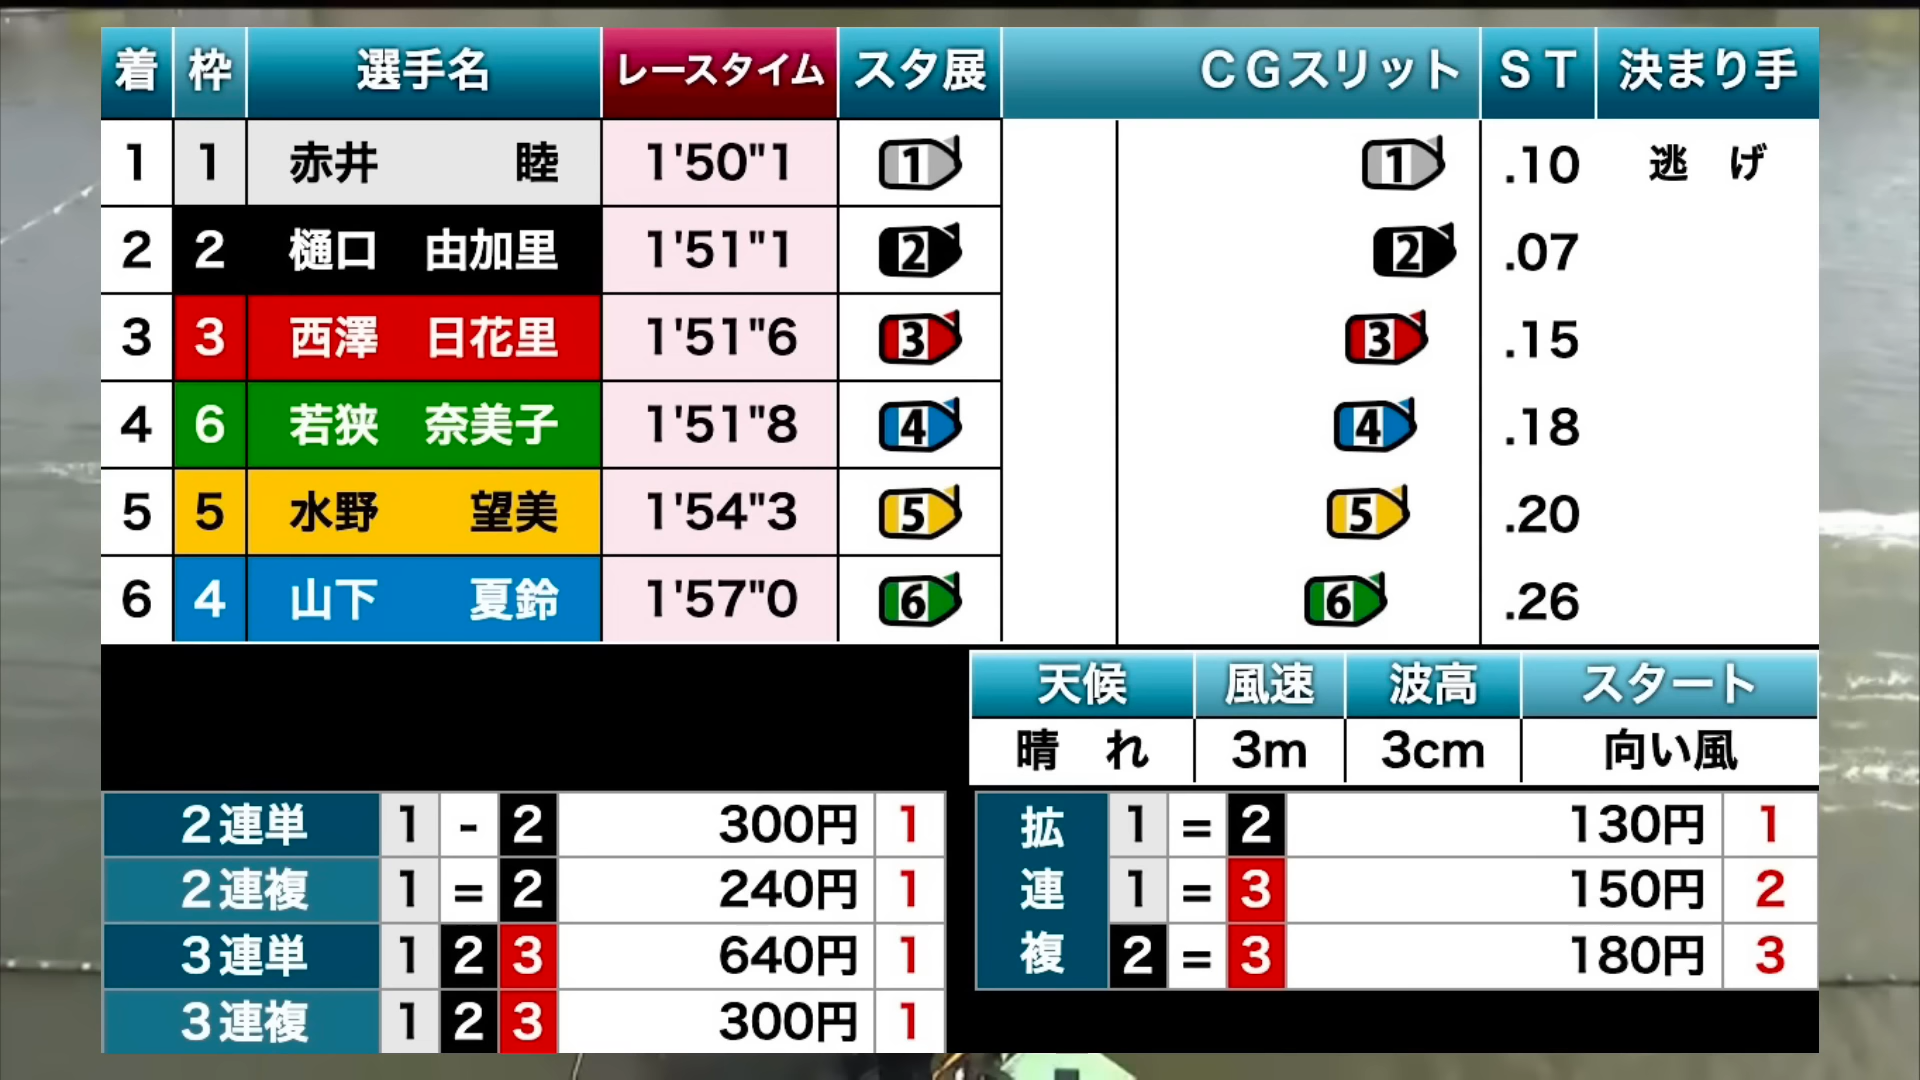 着 枠 選手名 レースタイム スタ展 CGスリット ST 決まり手
1 1 赤井 睦 1'50"1 1 1 .10 逃 げ
2 2 樋口 由加里 1'51"1 2 2 .07
3 3 西澤 日花里 1'51"6 3 3 .15
4 6 若狭 奈美子 1'51"8 4 4 .18
5 5 水野 望美 1'54"3 5 5 .20
6 4 山下 夏鈴 1'57"0 6 6 .26
天候 風速 波高 スタート
晴 れ 3m 3cm 向い風
2連単 1 - 2 300円 1
2連複 1 = 2 240円 1
3連単 1 2 3 640円 1
3連複 1 2 3 300円 1
拡 1 = 2 130円 1
連 1 = 3 150円 2
複 2 = 3 180円 3